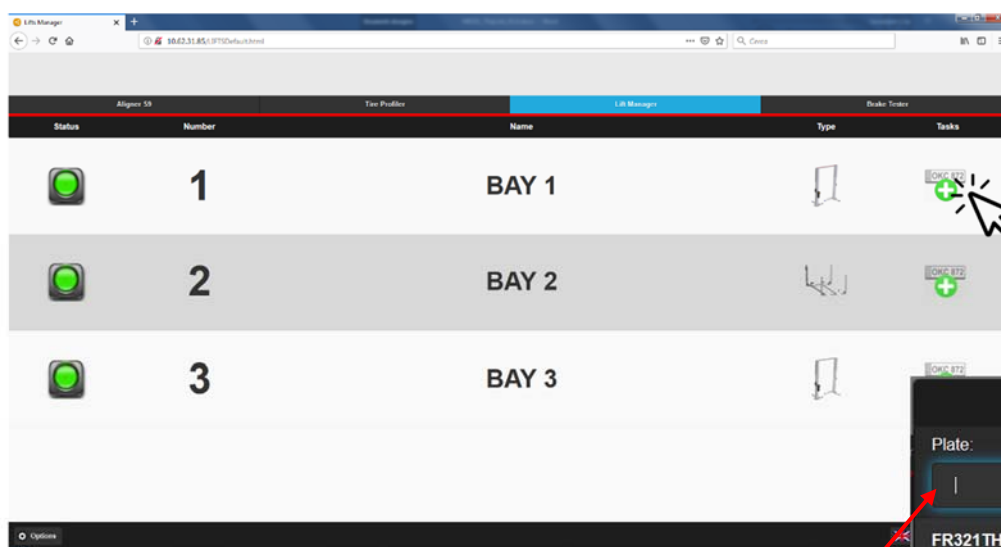 Lifts Manager
10.62.31.85/LIFTSDefault.html
Cerca
Aligner 59 Tire Profiler Lift Manager Brake Tester
Status Number Name Type Tasks
1 BAY 1 OKC 872
2 BAY 2 OKC 872
3 BAY 3 OKC 872
Plate:
Options
FR321TH